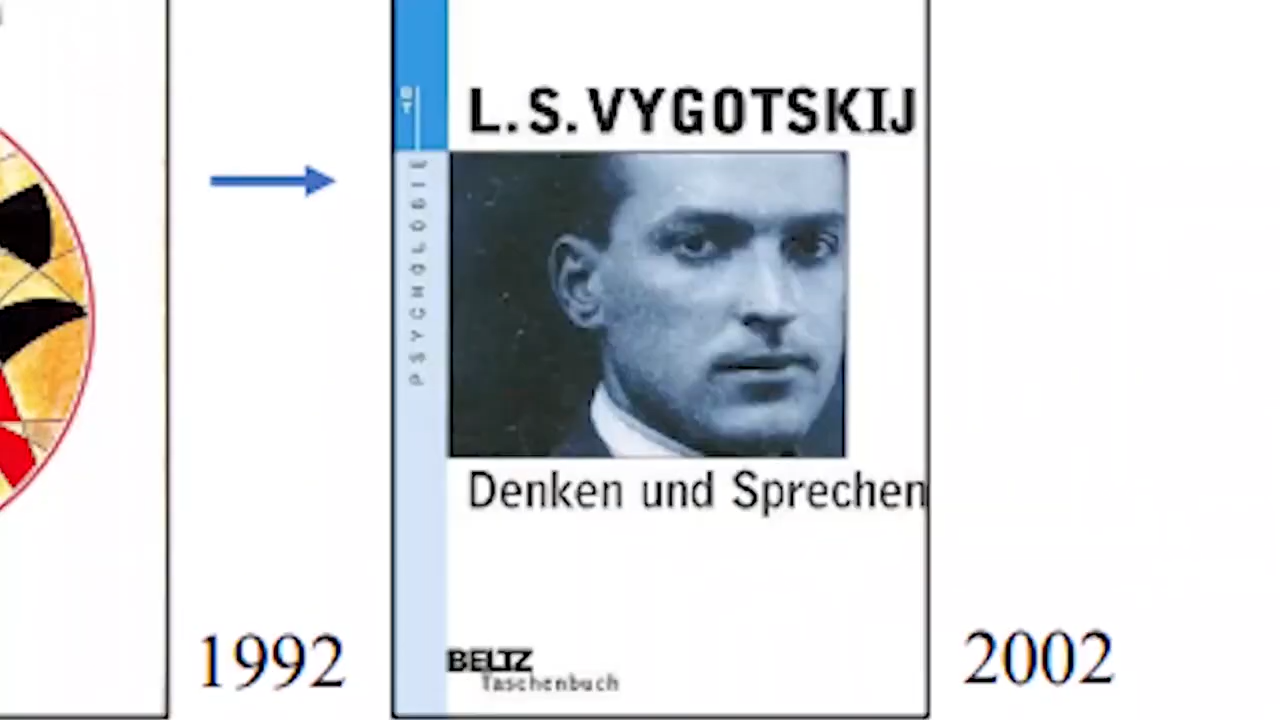 L.S. VYGOTSKIJ
PSYCHOLOGIE
Denken und Sprechen
BELTZ
Taschenbuch
1992
2002